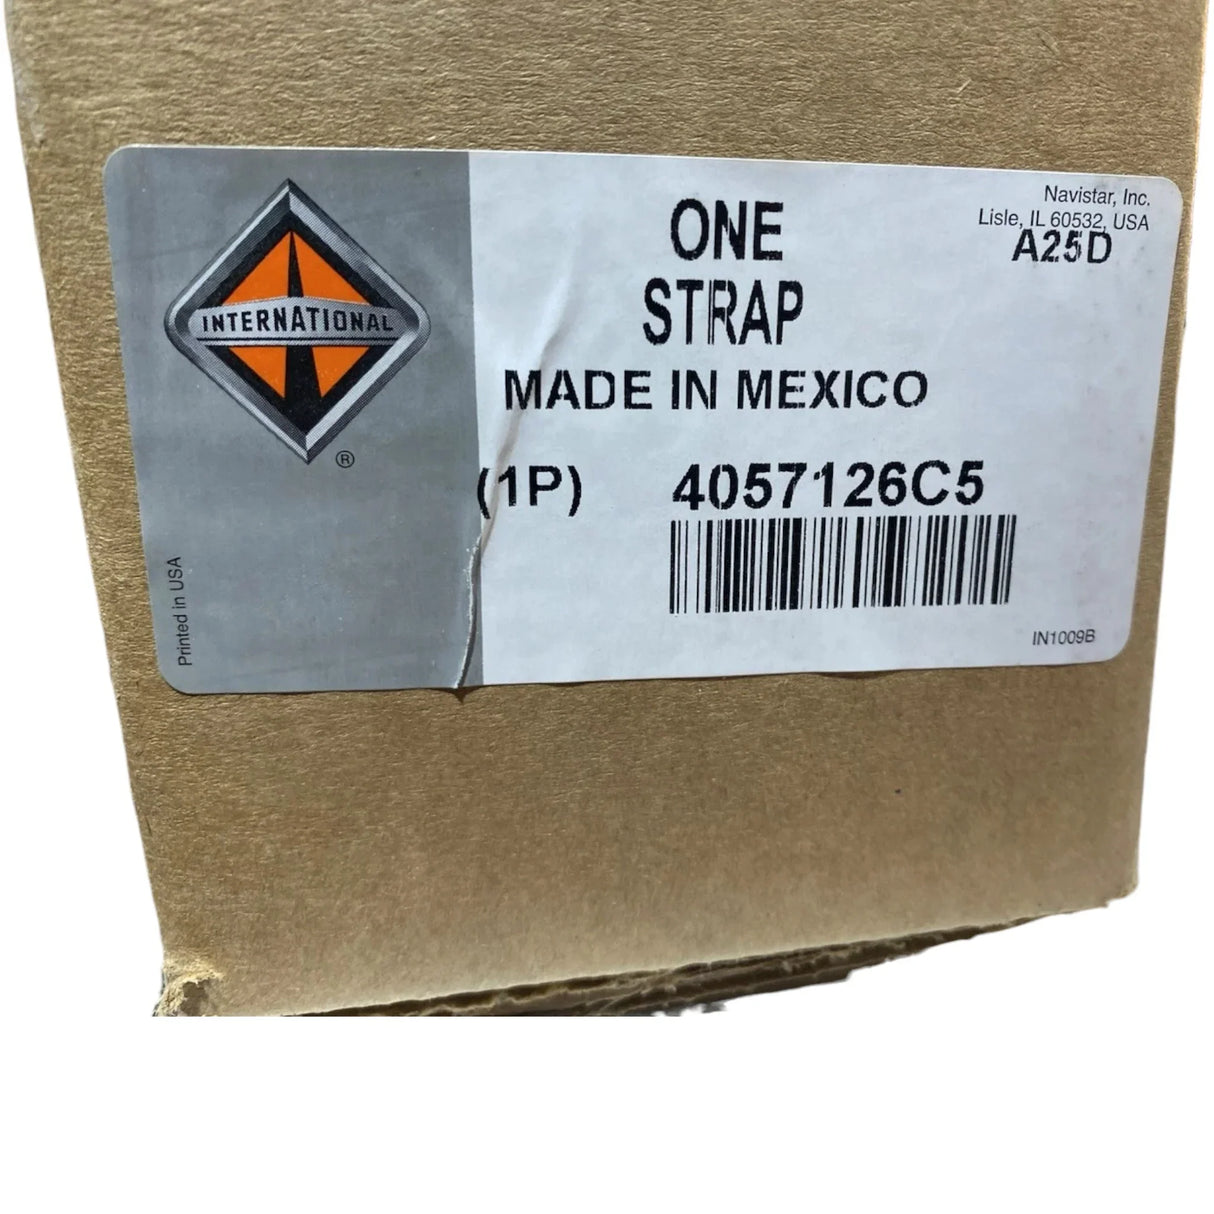 INTERNATIONAL
®
Printed in USA
ONE
STRAP
MADE IN MEXICO
(1P) 4057126C5
Navistar, Inc.
Lisle, IL 60532, USA
A25D
IN1009B